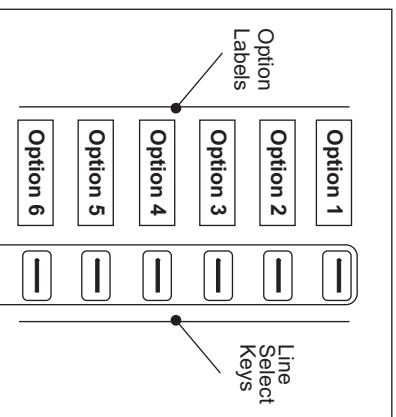 Option
Labels
Option 1
Option 2
Option 3
Option 4
Option 5
Option 6
Line
Select
Keys